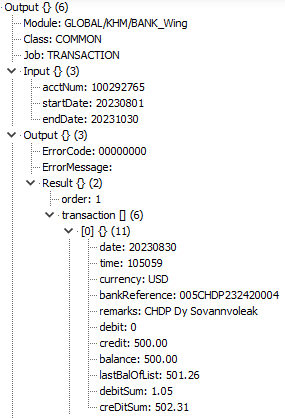 Output {} (6)
Module: GLOBAL/KHM/BANK_Wing
Class: COMMON
Job: TRANSACTION
Input {} (3)
acctNum: 100292765
startDate: 20230801
endDate: 20231030
Output {} (3)
ErrorCode: 00000000
ErrorMessage:
Result {} (2)
order: 1
transaction [] (6)
[0] {} (11)
date: 20230830
time: 105059
currency: USD
bankReference: 005CHDP232420004
remarks: CHDP Dy Sovannvoleak
debit: 0
credit: 500.00
balance: 500.00
lastBalOfList: 501.26
debitSum: 1.05
creDitSum: 502.31